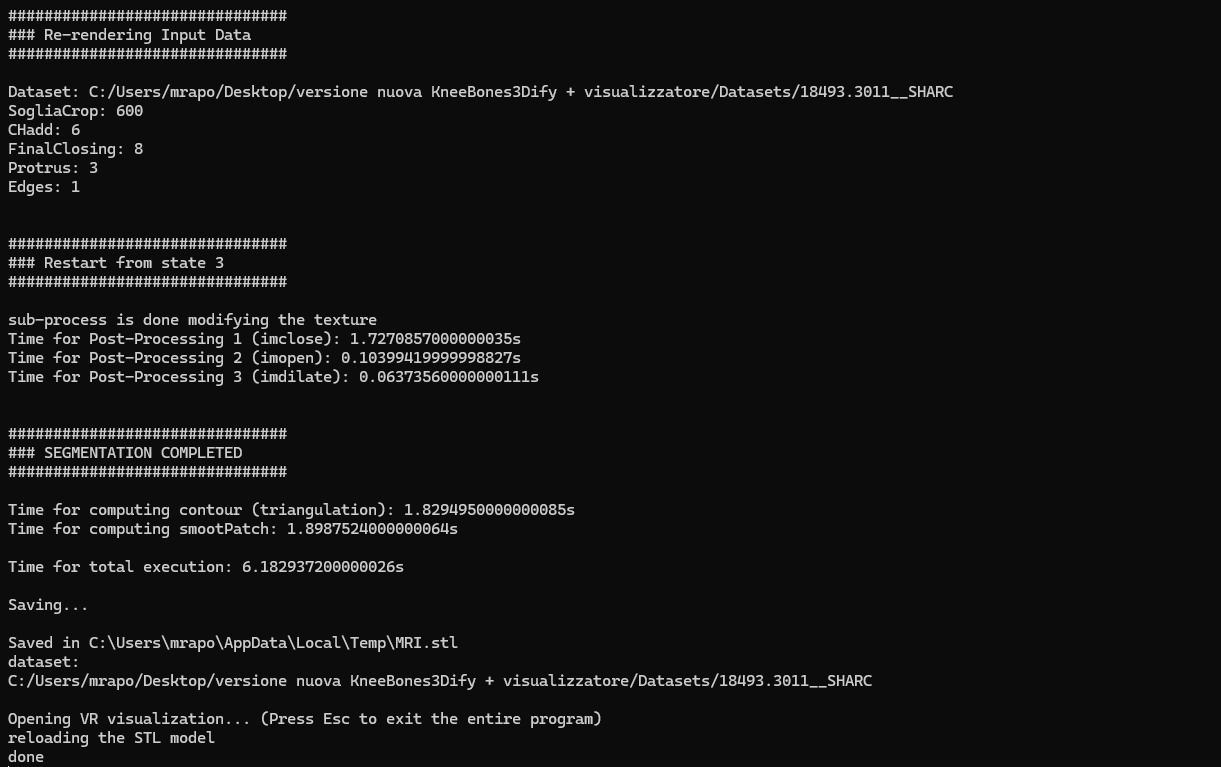 ###############################
### Re-rendering Input Data
###############################
Dataset: C:/Users/mrapo/Desktop/versione nuova KneeBones3Dify + visualizzatore/Datasets/18493.3011__SHARC
SogliaCrop: 600
CHadd: 6
FinalClosing: 8
Protrus: 3
Edges: 1
###############################
### Restart from state 3
###############################
sub-process is done modifying the texture
Time for Post-Processing 1 (imclose): 1.7270857000000035s
Time for Post-Processing 2 (imopen): 0.10399419999998827s
Time for Post-Processing 3 (imdilate): 0.06373560000000111s
###############################
### SEGMENTATION COMPLETED
###############################
Time for computing contour (triangulation): 1.8294950000000085s
Time for computing smootPatch: 1.8987524000000064s
Time for total execution: 6.182937200000026s
Saving...
Saved in C:\Users\mrapo\AppData\Local\Temp\MRI.stl
dataset:
C:/Users/mrapo/Desktop/versione nuova KneeBones3Dify + visualizzatore/Datasets/18493.3011__SHARC
Opening VR visualization... (Press Esc to exit the entire program)
reloading the STL model
done